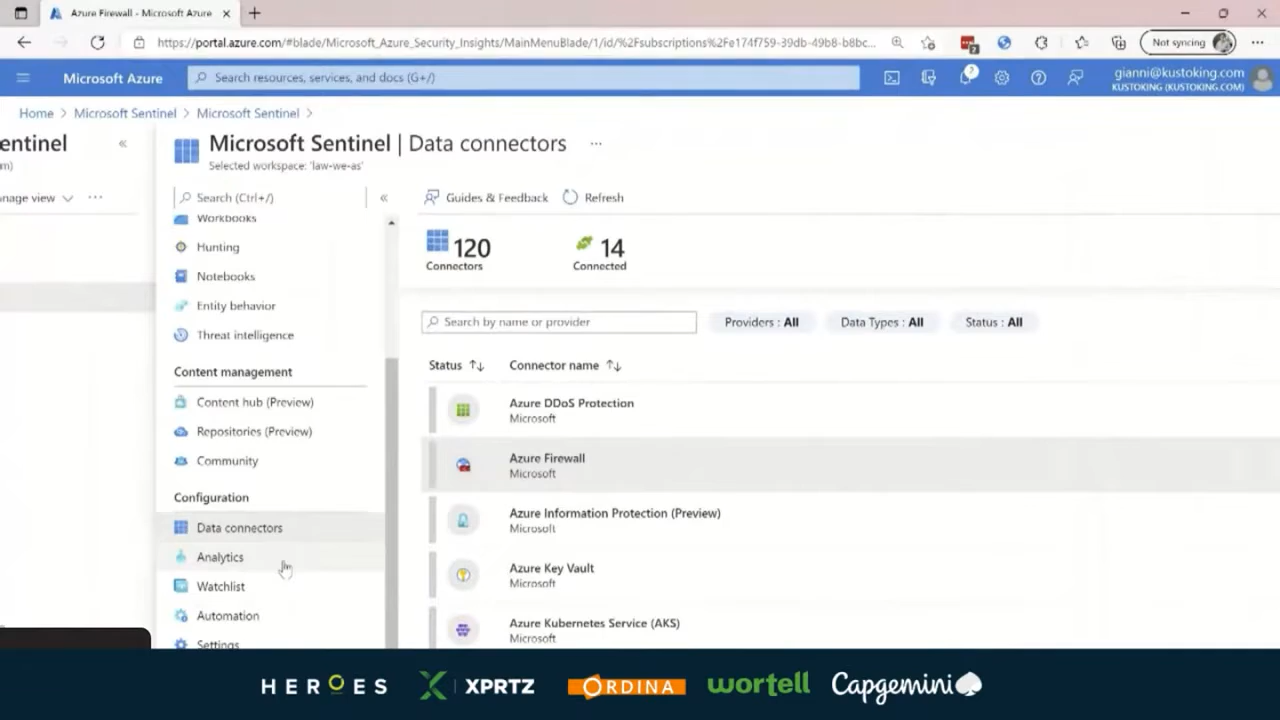 Azure Firewall - Microsoft Azure
https://portal.azure.com/#blade/Microsoft_Azure_Security_Insights/MainMenuBlade/1/id/%2Fsubscriptions%2Fe174f759-39db-49b8-b8bc...
2
Not syncing
Microsoft Azure
Search resources, services, and docs (G+/)
?
gianni@kustoking.com
KUSTOKING (KUSTOKING.COM)
Home > Microsoft Sentinel > Microsoft Sentinel >
entinel
m)
nage view
Microsoft Sentinel | Data connectors
Selected workspace: 'law-we-as'
Search (Ctrl+/)
Workbooks
Hunting
Notebooks
Entity behavior
Threat intelligence
Content management
Content hub (Preview)
Repositories (Preview)
Community
Configuration
Data connectors
Analytics
Watchlist
Automation
Settings
Guides & Feedback
Refresh
120
Connectors
14
Connected
Search by name or provider
Providers : All
Data Types : All
Status : All
Status
Connector name
Azure DDoS Protection
Microsoft
Azure Firewall
Microsoft
Azure Information Protection (Preview)
Microsoft
Azure Key Vault
Microsoft
Azure Kubernetes Service (AKS)
Microsoft
HEROES
XPRTZ
ORDINA
wortell
Capgemini